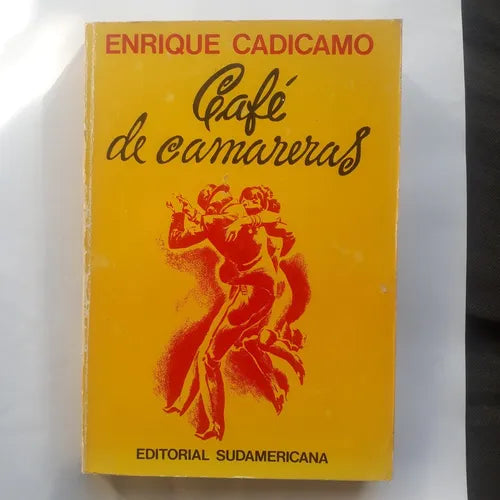 ENRIQUE CADICAMO
Café
de camareras
EDITORIAL SUDAMERICANA